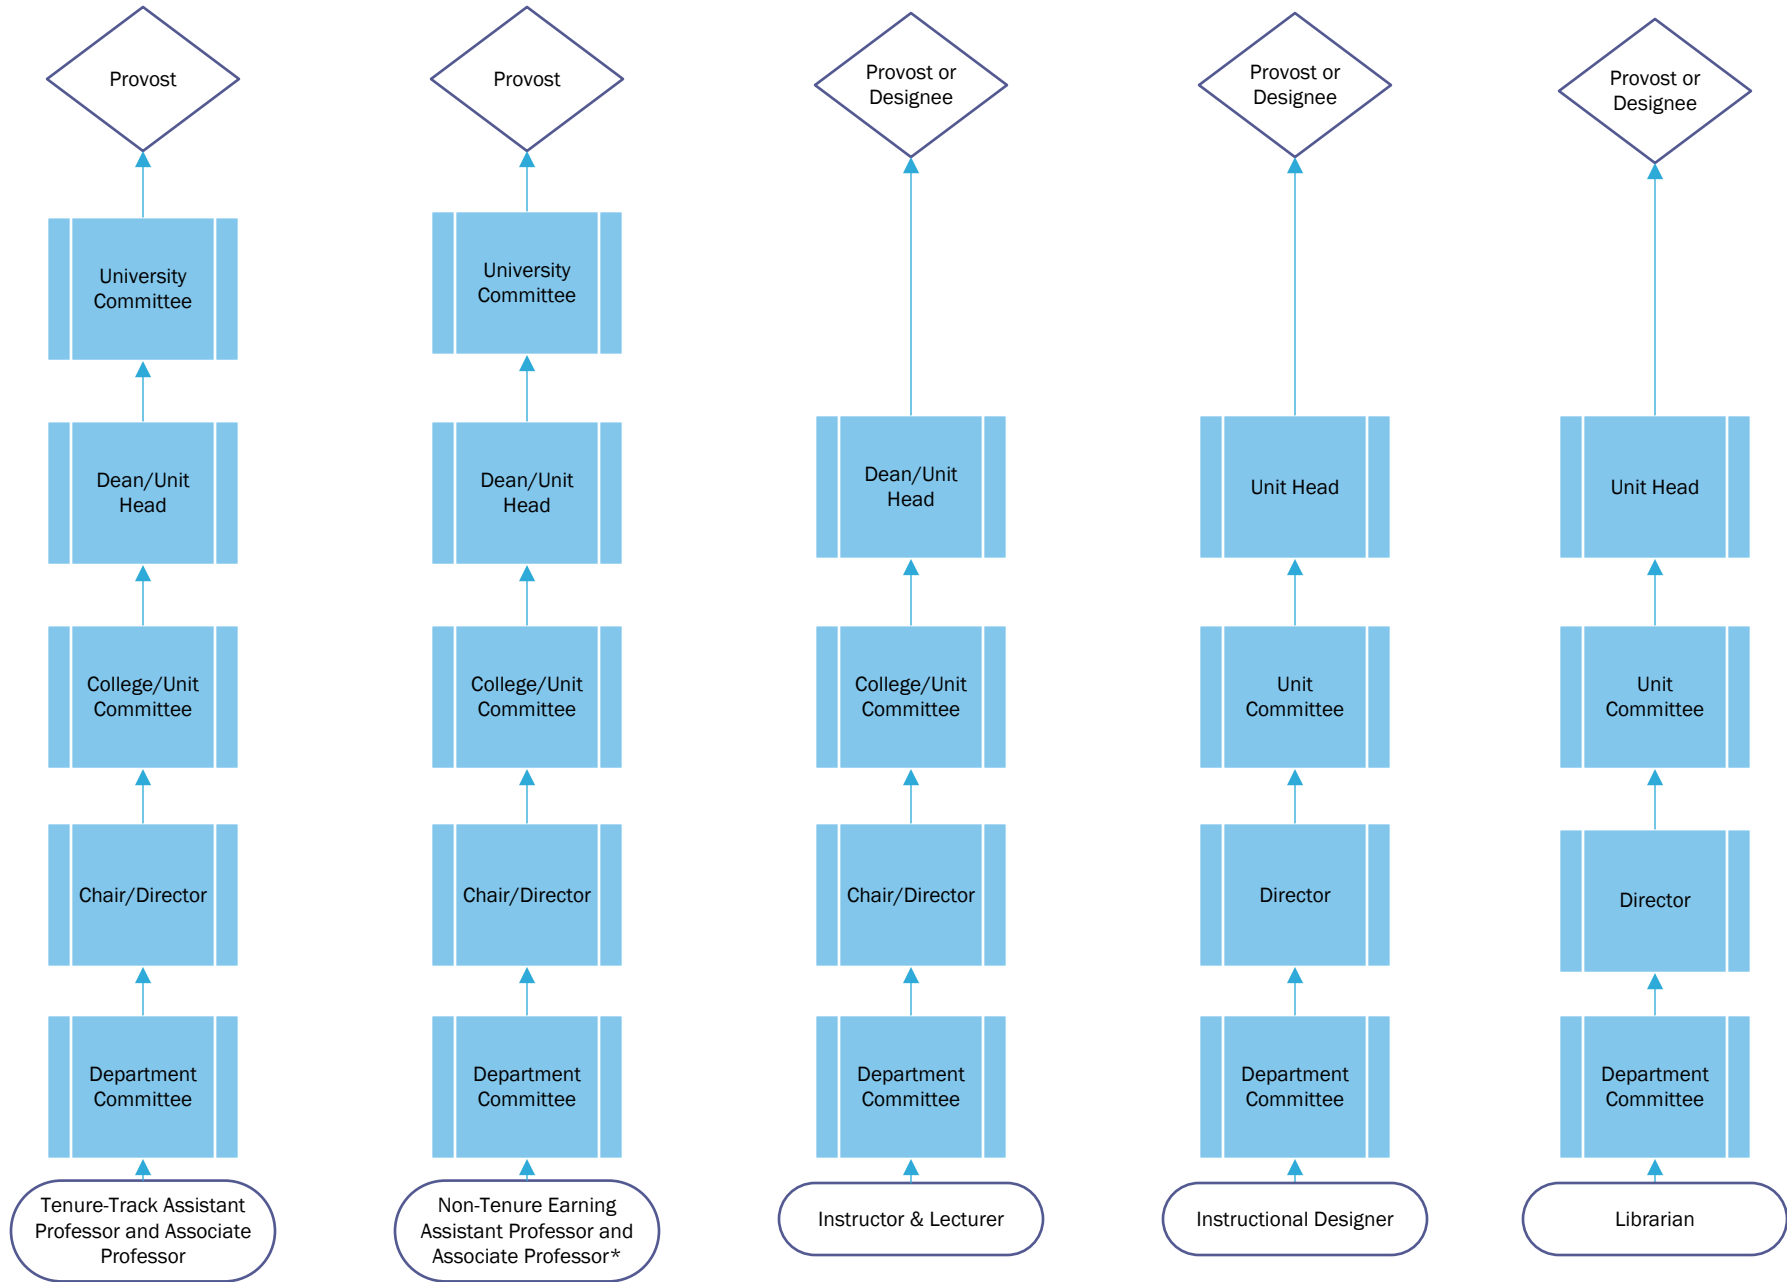 Provost
Provost
Provost or
Designee
Provost or
Designee
Provost or
Designee
University
Committee
University
Committee
Dean/Unit
Head
Dean/Unit
Head
Dean/Unit
Head
Unit Head
Unit Head
College/Unit
Committee
College/Unit
Committee
College/Unit
Committee
Unit
Committee
Unit
Committee
Chair/Director
Chair/Director
Chair/Director
Director
Director
Department
Committee
Department
Committee
Department
Committee
Department
Committee
Department
Committee
Tenure-Track Assistant
Professor and Associate
Professor
Non-Tenure Earning
Assistant Professor and
Associate Professor*
Instructor & Lecturer
Instructional Designer
Librarian